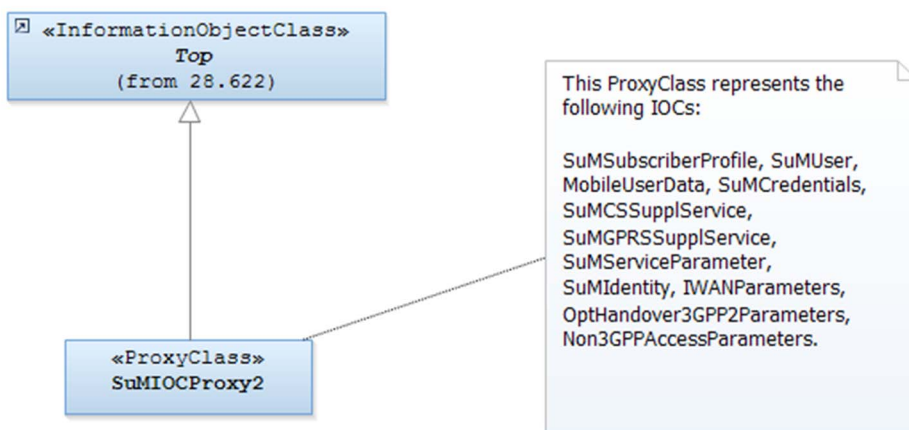 «InformationObjectClass»
Top
(from 28.622)
This ProxyClass represents the
following IOCs:
SuMSubscriberProfile, SuMUser,
MobileUserData, SuMCredentials,
SuMCSSupplService,
SuMGPRSSupplService,
SuMServiceParameter,
SuMIdentity, IWANParameters,
OptHandover3GPP2Parameters,
Non3GPPAccessParameters.
«ProxyClass»
SuMIOCProxy2